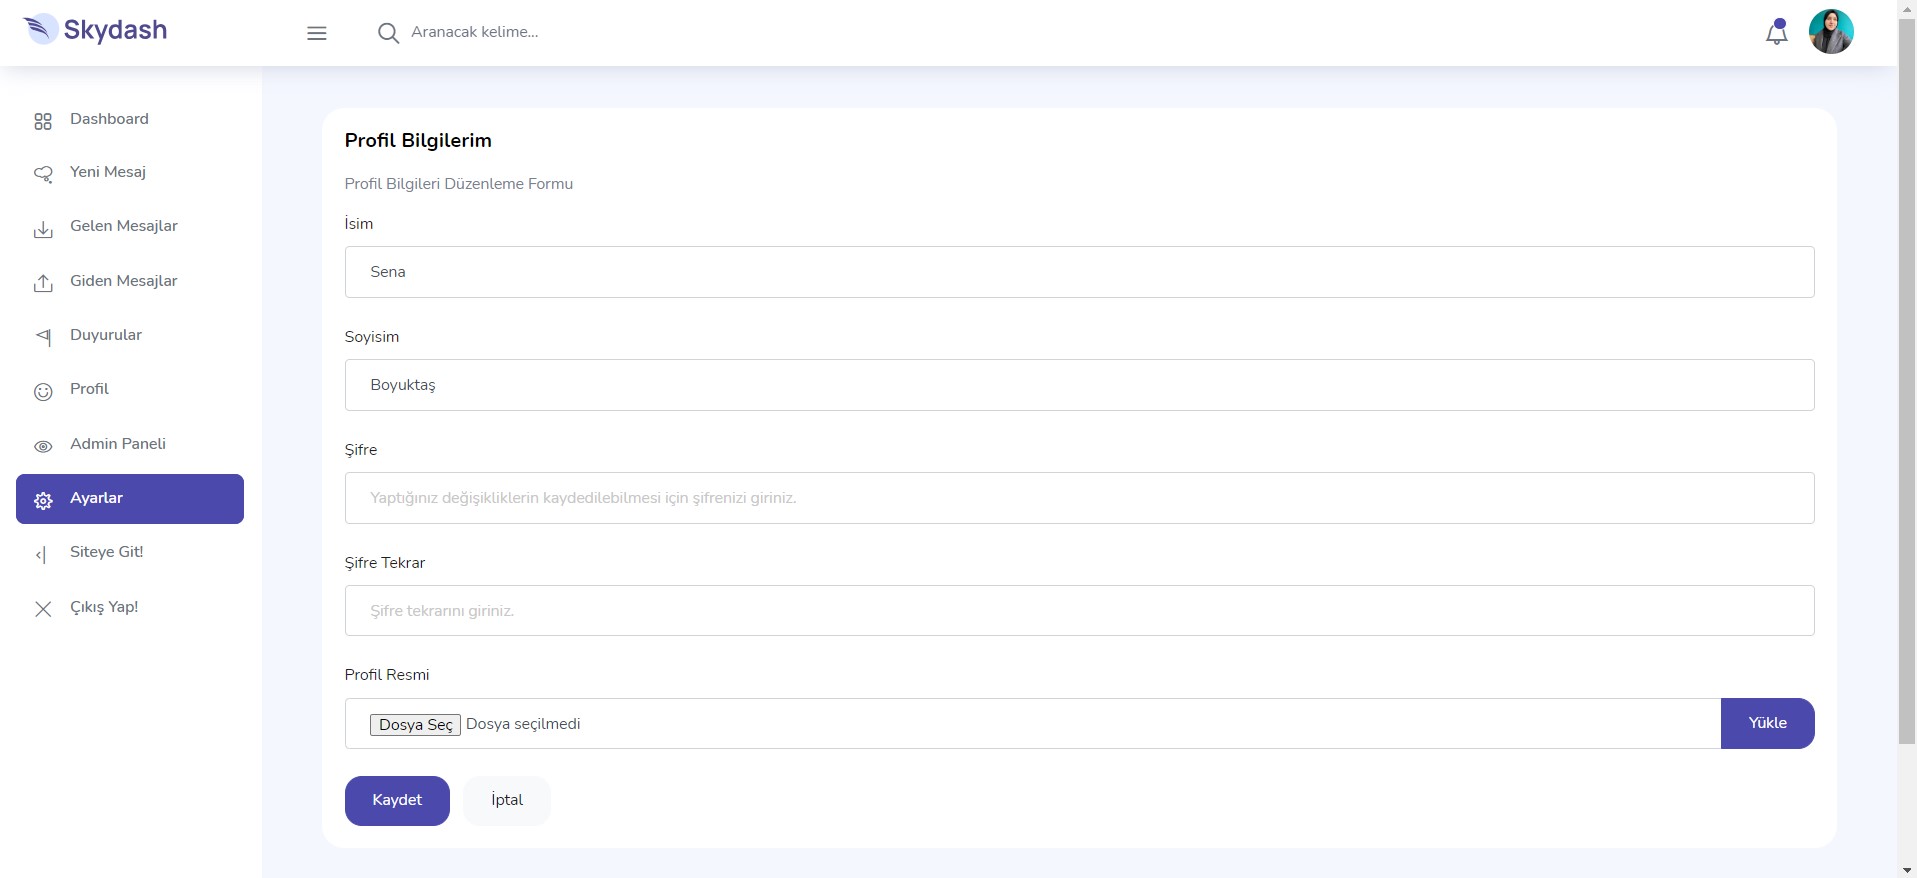 Skydash
Aranacak kelime...
Dashboard
Yeni Mesaj
Gelen Mesajlar
Giden Mesajlar
Duyurular
Profil
Admin Paneli
Ayarlar
Siteye Git!
Çıkış Yap!
Profil Bilgilerim
Profil Bilgileri Düzenleme Formu
İsim
Sena
Soyisim
Boyuktaş
Şifre
Yaptığınız değişikliklerin kaydedilebilmesi için şifrenizi giriniz.
Şifre Tekrar
Şifre tekrarını giriniz.
Profil Resmi
Dosya Seç Dosya seçilmedi
Yükle
Kaydet
İptal